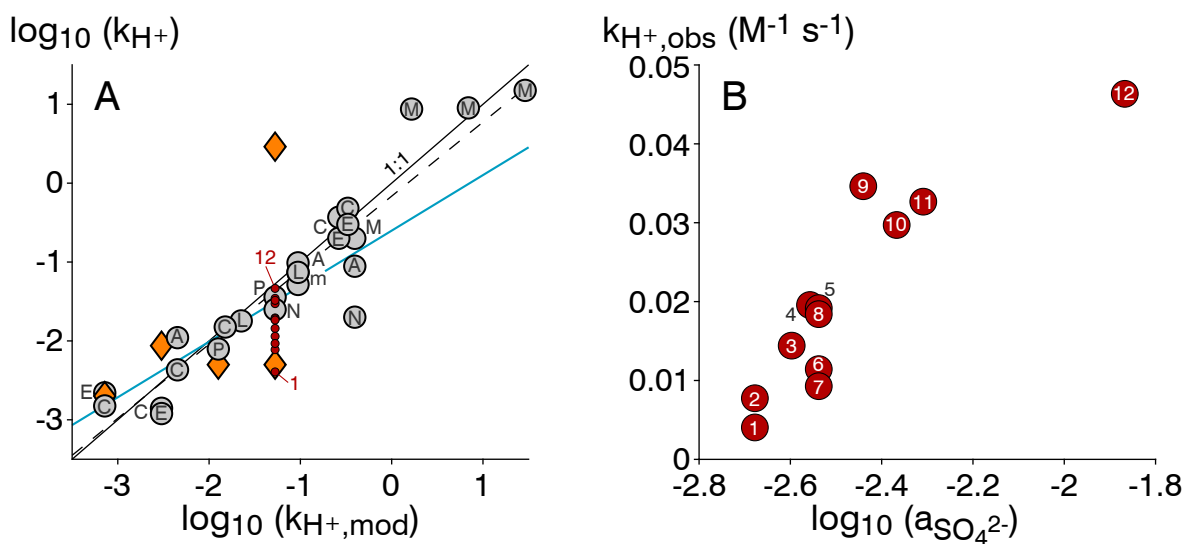 log10 (kH+)
A
1
0
-1
-2
-3
-3
-2
-1
0
1
log10 (kH+,mod)
1:1
M
M
M
C
C
E
E
M
A
A
L
m
12
P
N
N
L
C
A
P
C
E
C
C
E
1
kH+,obs (M-1 s-1)
B
0.05
0.04
0.03
0.02
0.01
0
-2.8
-2.6
-2.4
-2.2
-2
-1.8
log10 (aSO42-)
12
9
11
10
5
4
8
3
6
7
2
1